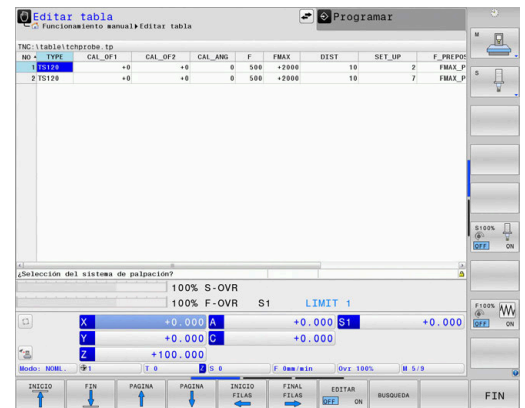 Editar tabla
Funcionamiento manual▸Editar tabla
Programar
TNC:\table\tchprobe.tp
NO TYPE CAL_OF1 CAL_OF2 CAL_ANG F FMAX DIST SET_UP F_PREPOS
1 TS120 +0 +0 0 500 +2000 10 2 FMAX_P
2 TS120 +0 +0 0 500 +2000 10 7 FMAX_P
M
S
S100%
OFF ON
¿Selección del sistema de palpación?
100% S-OVR
100% F-OVR S1 LIMIT 1
F100% W
OFF ON
X +0.000 A +0.000 S1 +0.000
Y +0.000 C +0.000
Z +100.000
Modo: NOML. 1 T 0 Z S 0 F 0mm/min Ovr 100% M 5/9
INICIO
FIN
PAGINA
PAGINA
INICIO FILAS
FINAL FILAS
EDITAR
OFF ON
BUSQUEDA
FIN